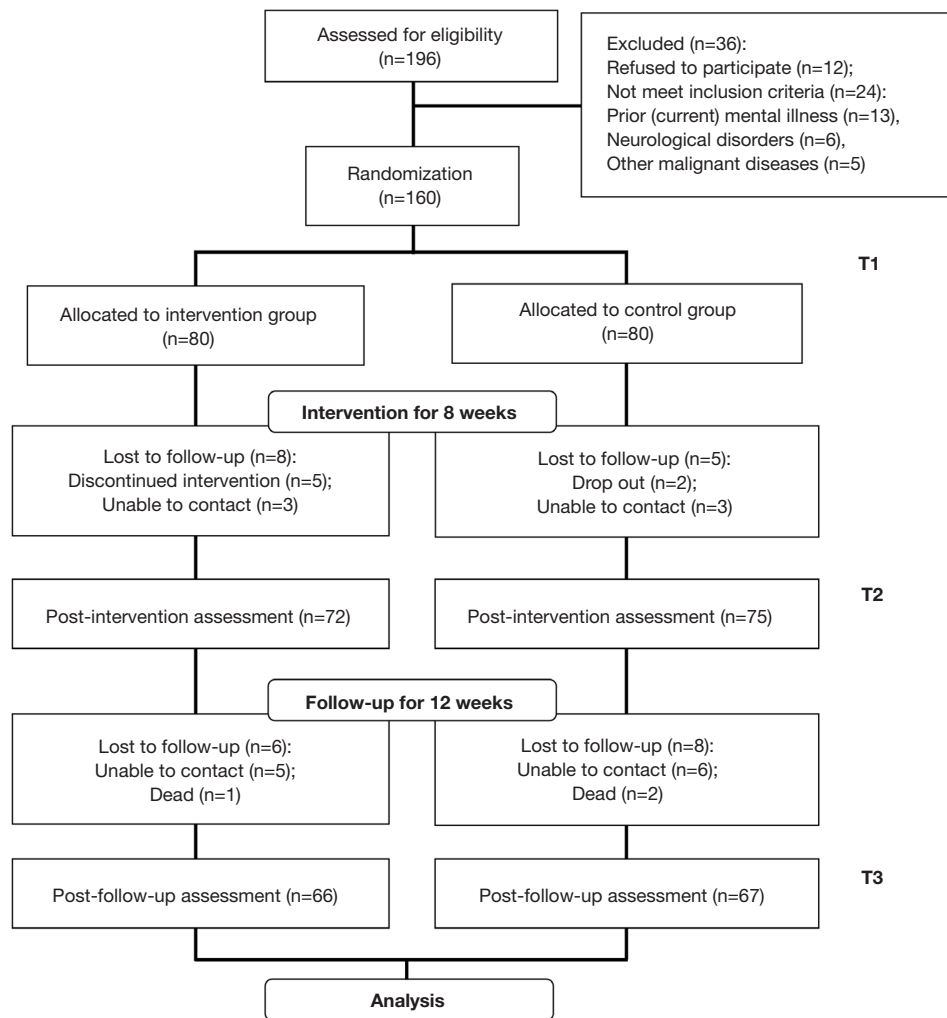 Assessed for eligibility
(n=196)
Excluded (n=36):
Refused to participate (n=12);
Not meet inclusion criteria (n=24):
Prior (current) mental illness (n=13),
Neurological disorders (n=6),
Other malignant diseases (n=5)
Randomization
(n=160)
T1
Allocated to intervention group
(n=80)
Allocated to control group
(n=80)
Intervention for 8 weeks
Lost to follow-up (n=8):
Discontinued intervention (n=5);
Unable to contact (n=3)
Lost to follow-up (n=5):
Drop out (n=2);
Unable to contact (n=3)
Post-intervention assessment (n=72)
Post-intervention assessment (n=75)
T2
Follow-up for 12 weeks
Lost to follow-up (n=6):
Unable to contact (n=5);
Dead (n=1)
Lost to follow-up (n=8):
Unable to contact (n=6);
Dead (n=2)
Post-follow-up assessment (n=66)
Post-follow-up assessment (n=67)
T3
Analysis